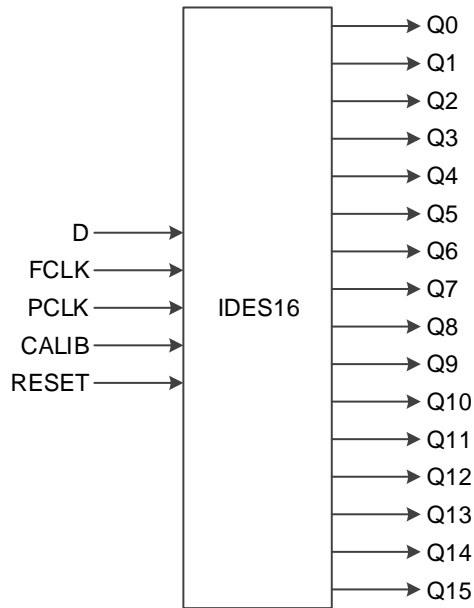 Q0
Q1
Q2
Q3
Q4
Q5
D
Q6
FCLK
Q7
PCLK
IDES16
Q8
CALIB
Q9
RESET
Q10
Q11
Q12
Q13
Q14
Q15